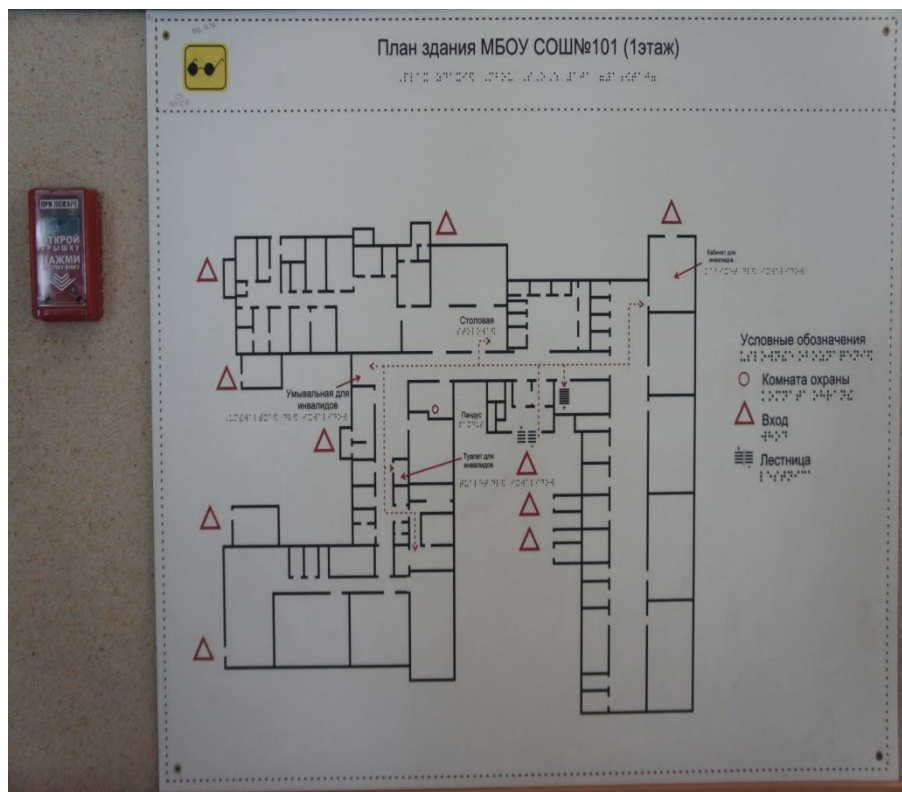 План здания МБОУ СОШ№101 (1этаж)
ПРИ ПОЖАРЕ
ОТКРОЙ
КРЫШКУ
НАЖМИ
Кабинет для
инвалидов
Столовая
Умывальная для
инвалидов
Пандус
Туалет для
инвалидов
Условные обозначения
Комната охраны
Вход
Лестница